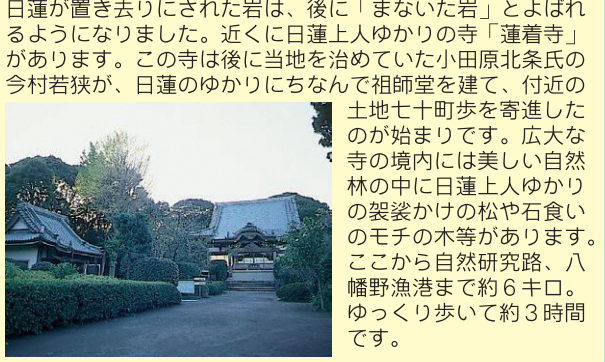 日蓮が置き去りにされた岩は、後に「まないた岩」とよばれ
るようになりました。近くに日蓮上人ゆかりの寺「蓮着寺」
があります。この寺は後に当地を治めていた小田原北条氏の
今村若狭が、日蓮のゆかりにちなんで祖師堂を建て、付近の
土地七十町歩を寄進した
のが始まりです。広大な
寺の境内には美しい自然
林の中に日蓮上人ゆかり
の袈裟かけの松や石食い
のモチの木等があります。
ここから自然研究路、八
幡野漁港まで約６キロ。
ゆっくり歩いて約３時間
です。